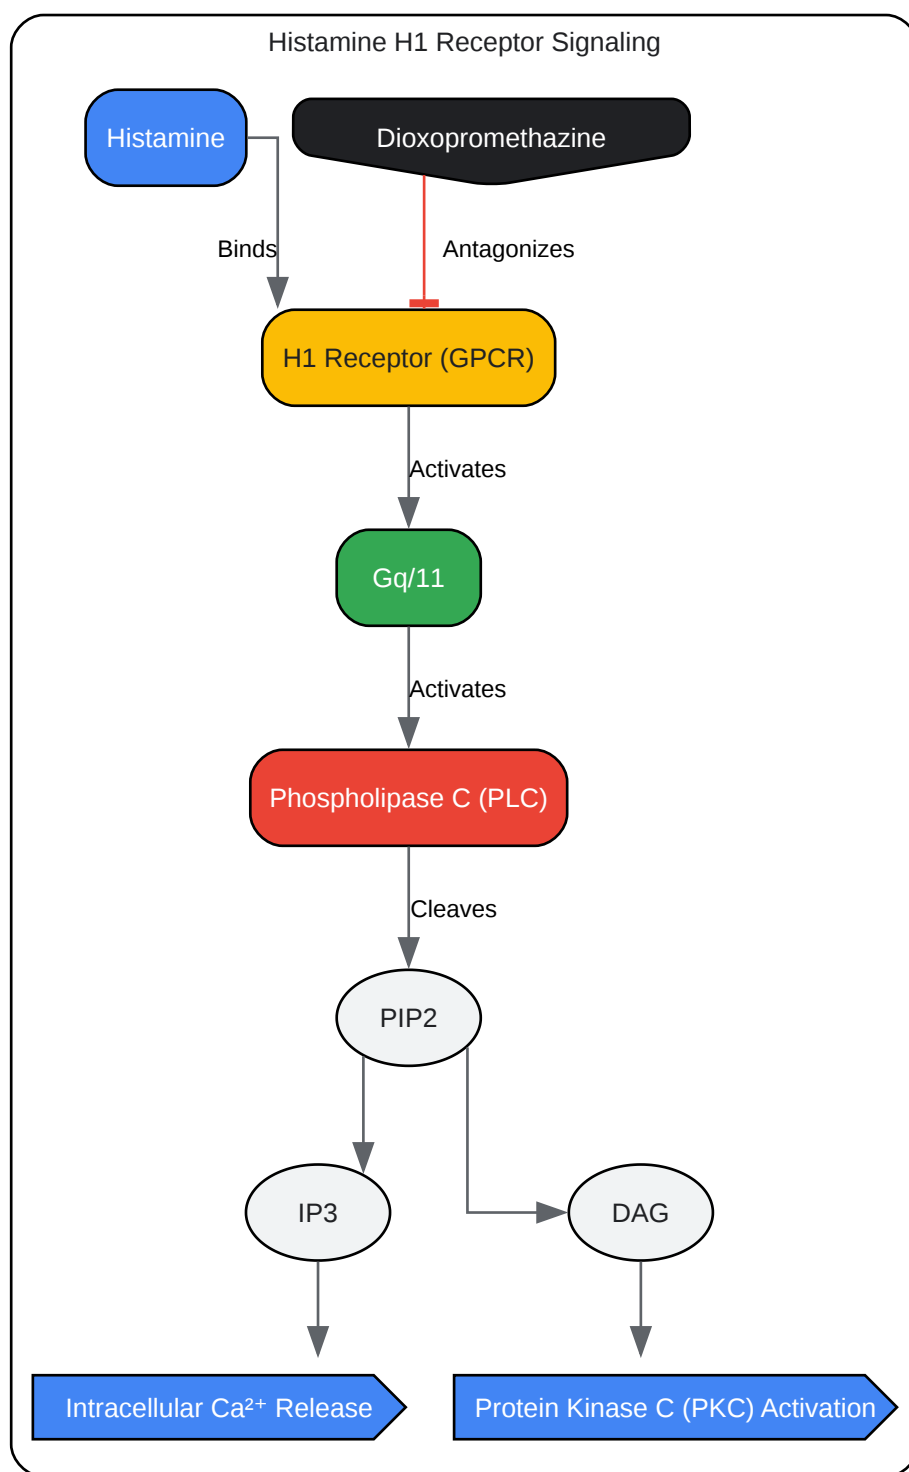 Histamine H1 Receptor Signaling
Histamine
Dioxopromethazine
Binds
Antagonizes
H1 Receptor (GPCR)
Activates
Gq/11
Activates
Phospholipase C (PLC)
Cleaves
PIP2
IP3
DAG
Intracellular Ca²⁺ Release
Protein Kinase C (PKC) Activation